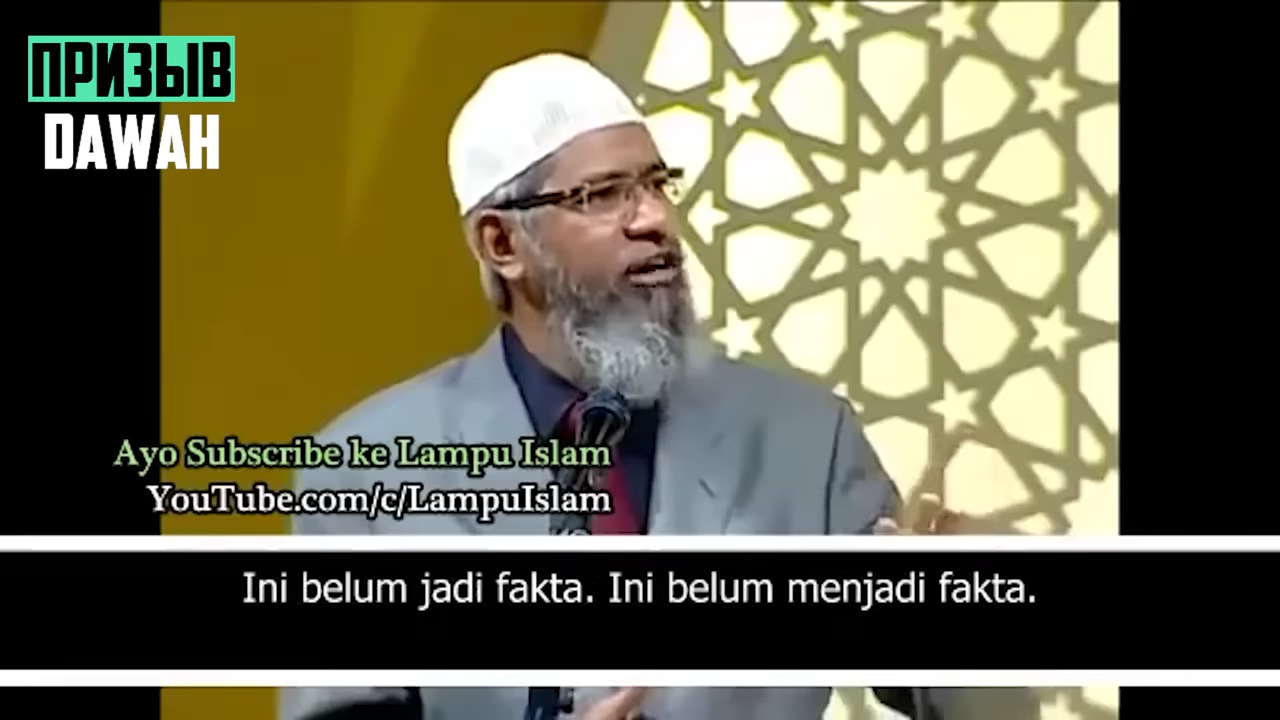 ПРИЗЫВ
DAWAH
Ayo Subscribe ke Lampu Islam
YouTube.com/c/LampuIslam
Ini belum jadi fakta. Ini belum menjadi fakta.